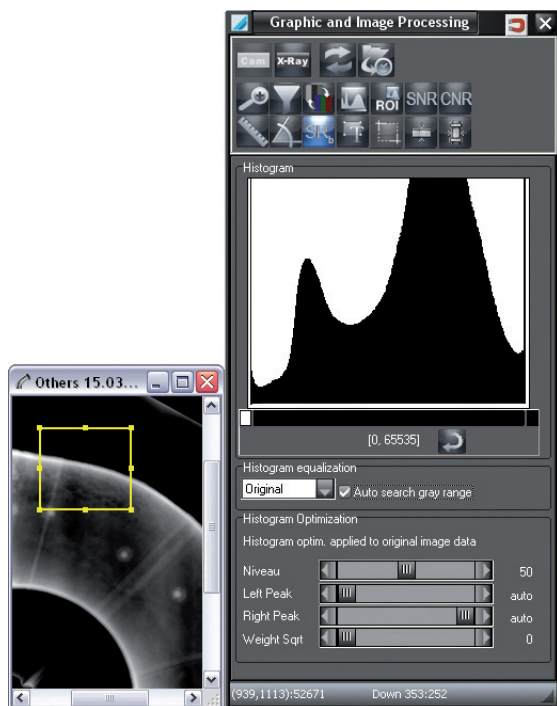 Graphic and Image Processing
Cam X-Ray
ROI SNR CNR
SRb T
Histogram
[0, 65535]
Histogram equalization
Original Auto search gray range
Histogram Optimization
Histogram optim. applied to original image data
Niveau 50
Left Peak auto
Right Peak auto
Weight Sqrt 0
(939,1113):52671 Down 353:252
Others 15.03...